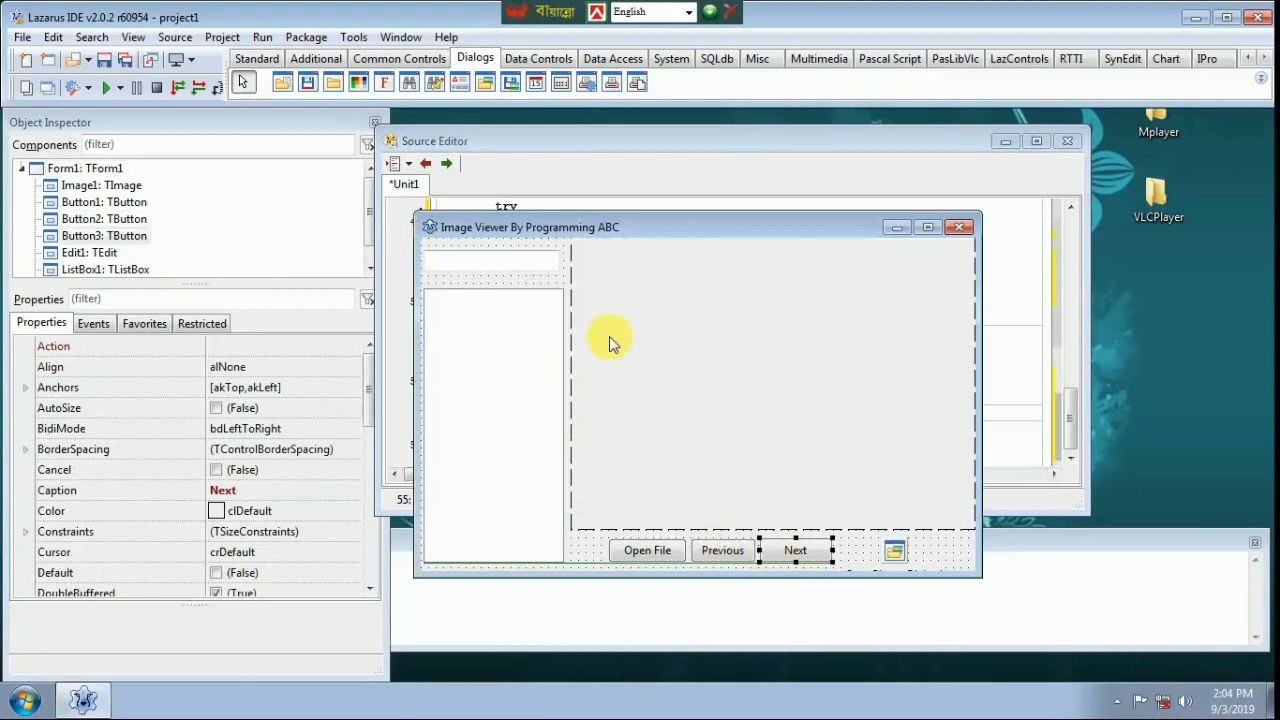 Lazarus IDE v2.0.2 r60954 - project1
বায়ান্নো
English
File Edit Search View Source Project Run Package Tools Window Help
Standard Additional Common Controls Dialogs Data Controls Data Access System SQLdb Misc Multimedia Pascal Script PasLibVlc LazControls RTTI SynEdit Chart IPro
Object Inspector
Components (filter)
Form1: TForm1
Image1: TImage
Button1: TButton
Button2: TButton
Button3: TButton
Edit1: TEdit
ListBox1: TListBox
Properties (filter)
Properties Events Favorites Restricted
Action
Align alNone
Anchors [akTop,akLeft]
AutoSize (False)
BidiMode bdLeftToRight
BorderSpacing (TControlBorderSpacing)
Cancel (False)
Caption Next
Color clDefault
Constraints (TSizeConstraints)
Cursor crDefault
Default (False)
DoubleBuffered (True)
Source Editor
*Unit1
try
Image Viewer By Programming ABC
Open File Previous Next
55:
Mplayer
VLCPlayer
2:04 PM
9/3/2019